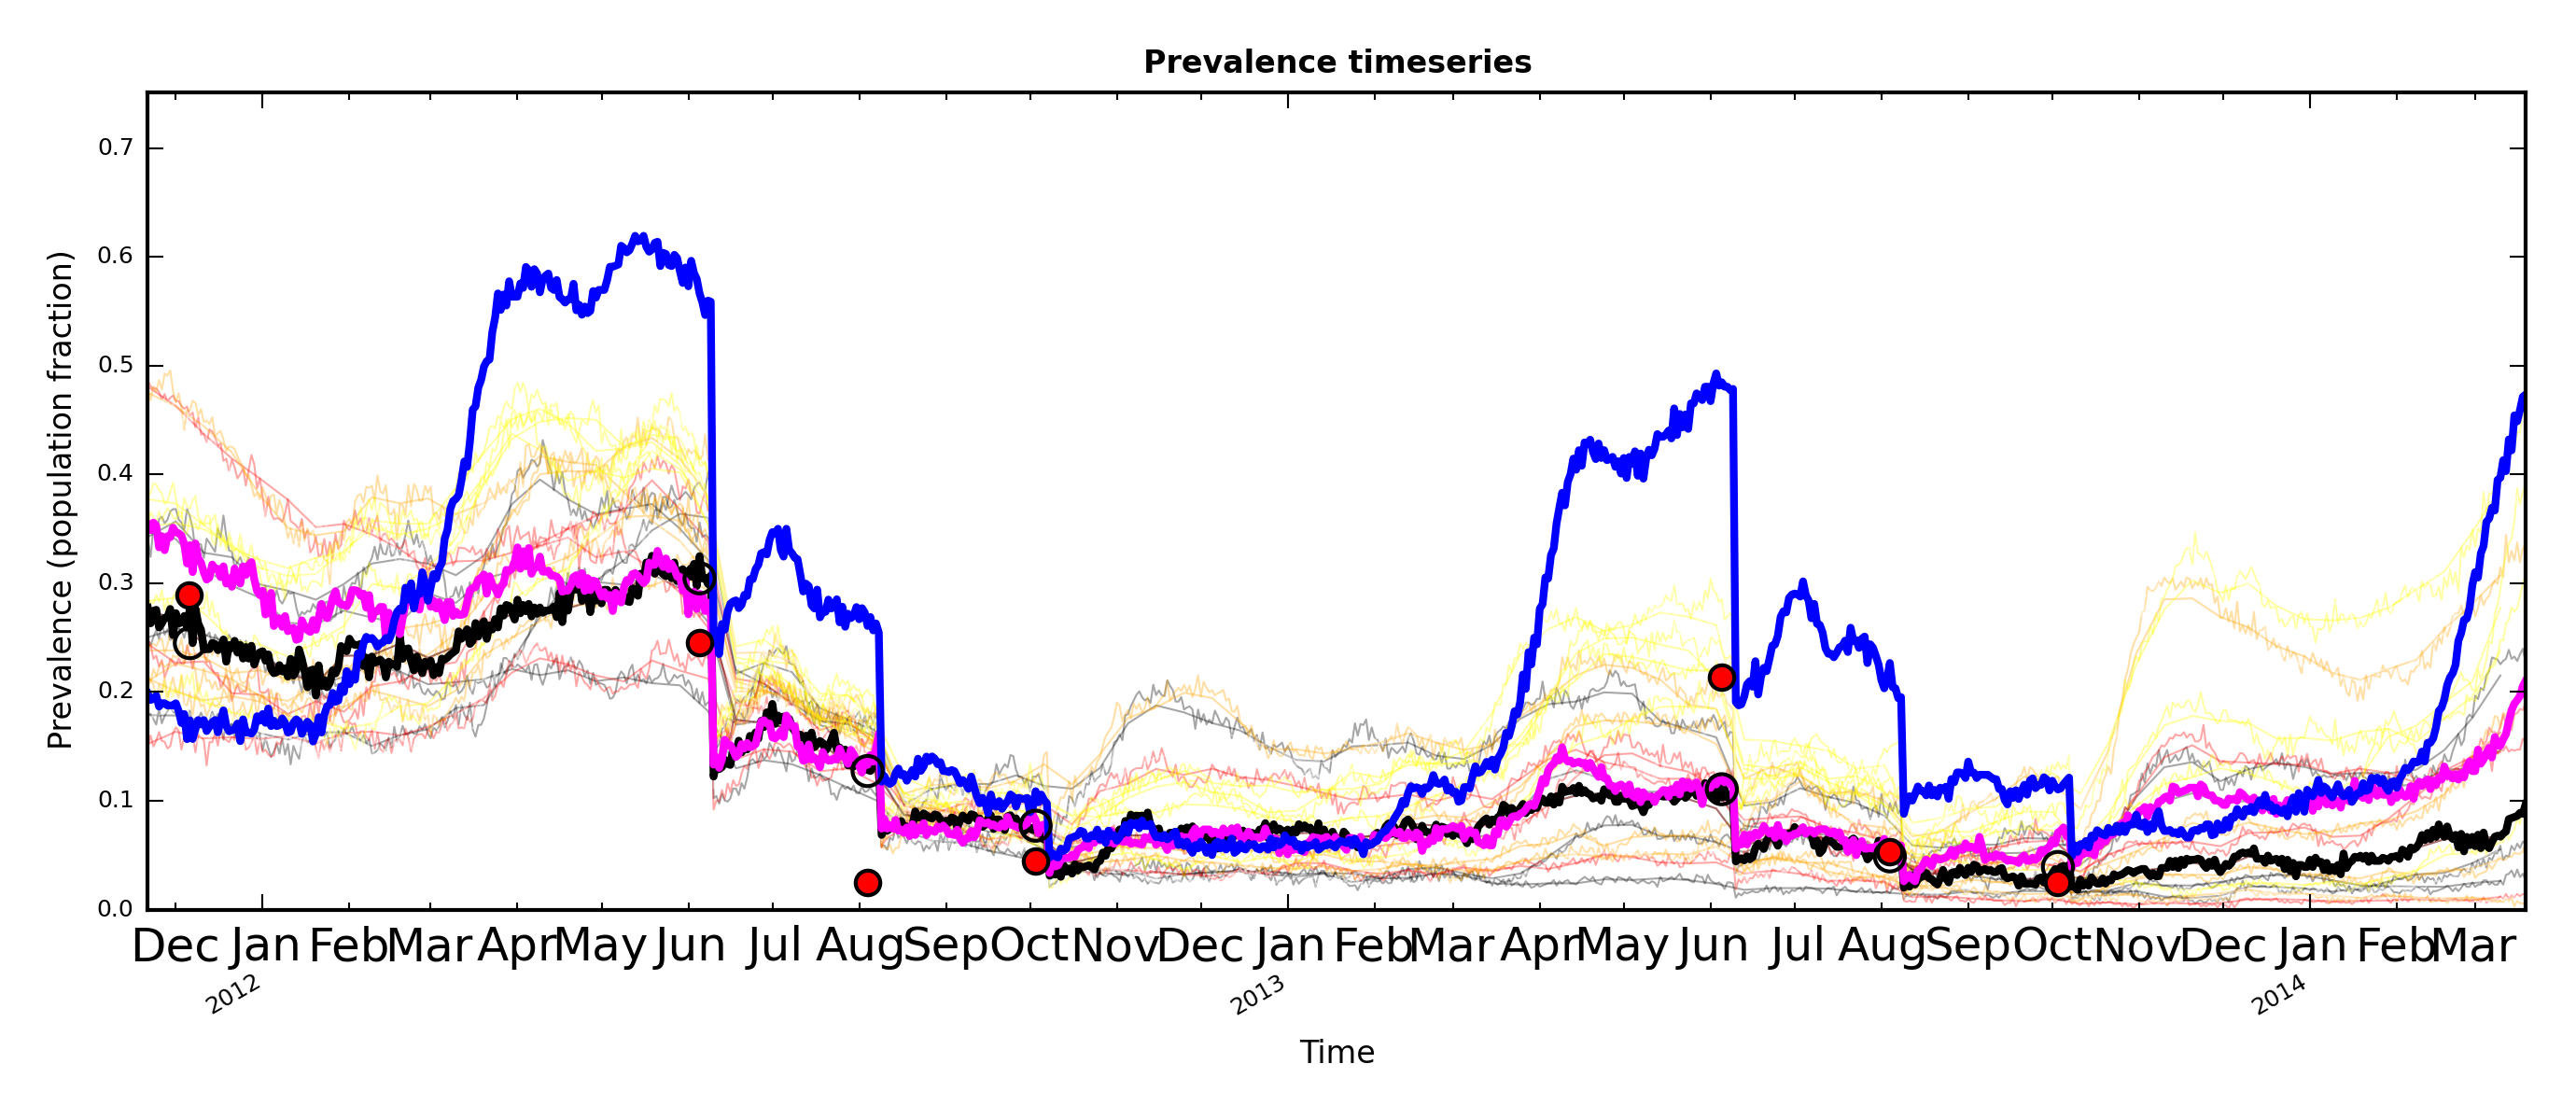 Prevalence timeseries
Prevalence (population fraction)
0.7
0.6
0.5
0.4
0.3
0.2
0.1
0.0
Dec Jan Feb Mar Apr May Jun Jul Aug Sep Oct Nov Dec Jan Feb Mar Apr May Jun Jul Aug Sep Oct Nov Dec Jan Feb Mar
2012 2013 2014
Time